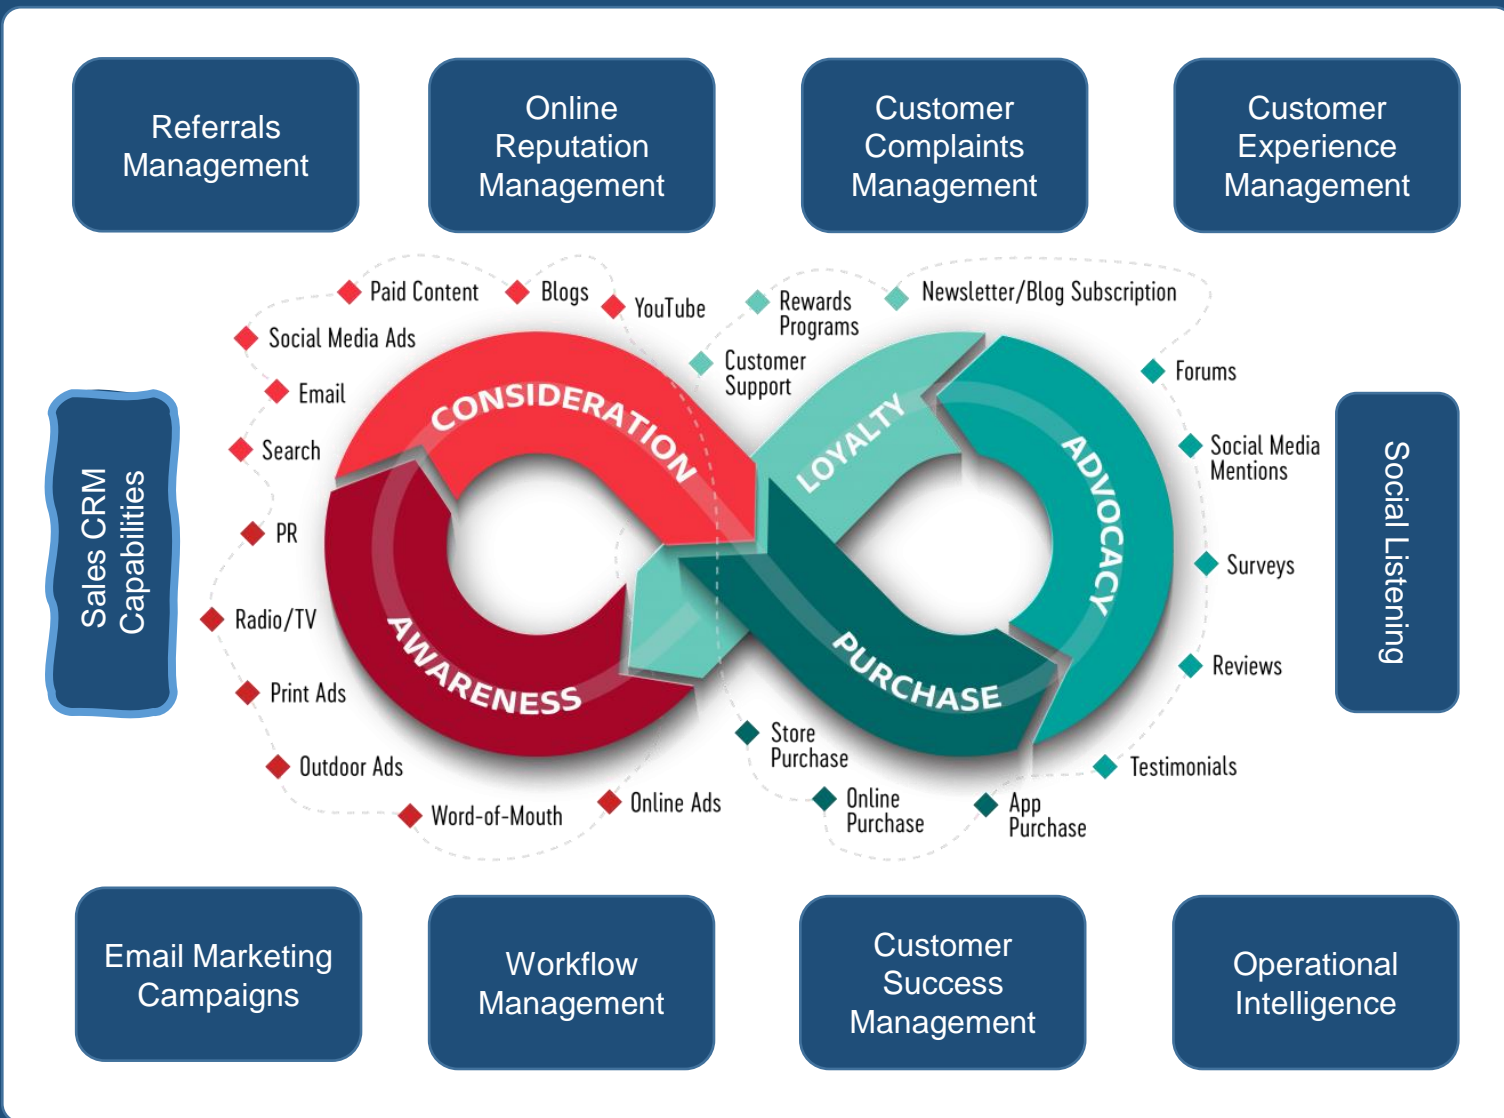 Referrals
Management
Online
Reputation
Management
Customer
Complaints
Management
Customer
Experience
Management
Paid Content
Blogs
YouTube
Rewards
Programs
Newsletter/Blog Subscription
Social Media Ads
Customer
Support
Forums
Email
Search
Social Media
Mentions
CONSIDERATION
LOYALTY
ADVOCACY
Sales CRM
Capabilities
Social Listening
PR
Surveys
Radio/TV
AWARENESS
PURCHASE
Reviews
Print Ads
Store
Purchase
Outdoor Ads
Testimonials
Word-of-Mouth
Online Ads
Online
Purchase
App
Purchase
Email Marketing
Campaigns
Workflow
Management
Customer
Success
Management
Operational
Intelligence